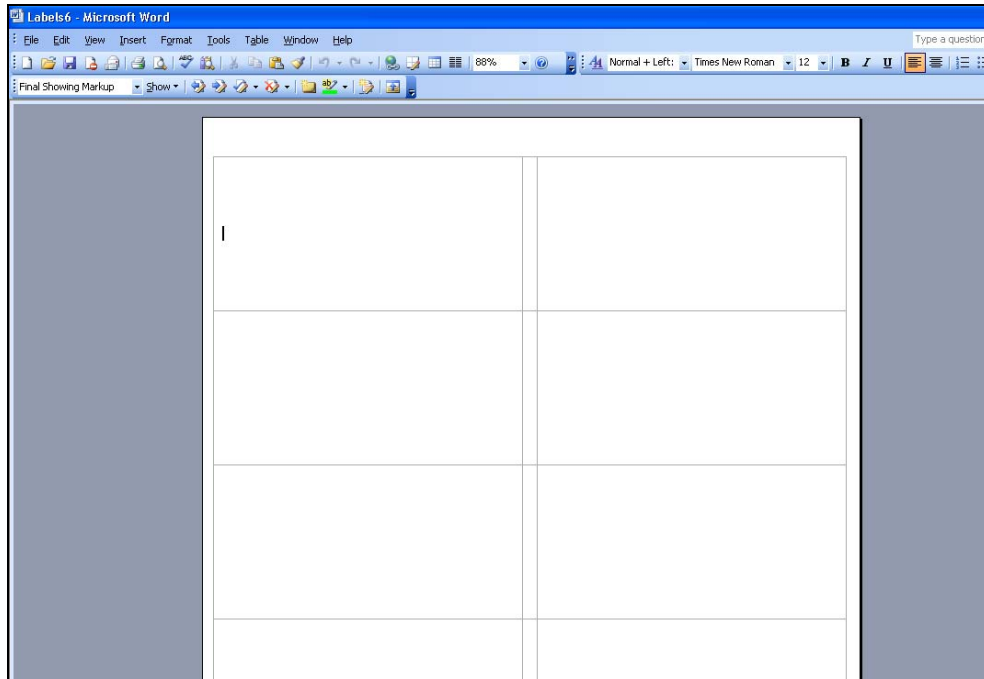 Labels6 - Microsoft Word
File Edit View Insert Format Tools Table Window Help Type a question
88% Normal + Left: Times New Roman 12 B I U
Final Showing Markup Show